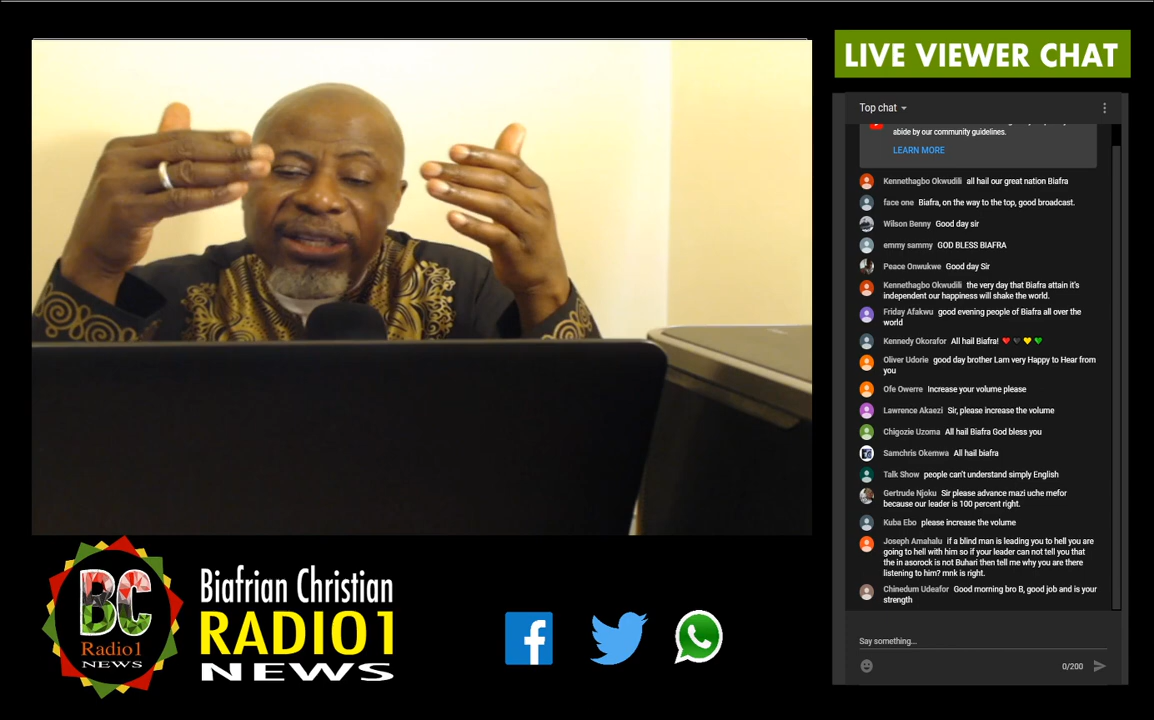 LIVE VIEWER CHAT
Top chat
abide by our community guidelines.
LEARN MORE
Kennethagbo Okwudili all hail our great nation Biafra
face one Biafra, on the way to the top, good broadcast.
Wilson Benny Good day sir
emmy sammy GOD BLESS BIAFRA
Peace Onwukwe Good day Sir
Kennethagbo Okwudili the very day that Biafra attain it's
independent our happiness will shake the world.
Friday Afakwu good evening people of Biafra all over the
world
Kennedy Okorafor All hail Biafra! ❤️ 🖤 💛 💚
Oliver Udorie good day brother Lam very Happy to Hear from
you
Ofe Owerre Increase your volume please
Lawrence Akaezi Sir, please increase the volume
Chigozie Uzoma All hail Biafra God bless you
Samchris Okemwa All hail biafra
Talk Show people can't understand simply English
Gertrude Njoku Sir please advance mazi uche mefor
because our leader is 100 percent right.
Kuba Ebo please increase the volume
Joseph Amahalu if a blind man is leading you to hell you are
going to hell with him so if your leader can not tell you that
the in asorock is not Buhari then tell me why you are there
listening to him? mnk is right.
Chinedum Udeafor Good morning bro B, good job and is your
strength
Say something...
0/200
BC
Radio1
NEWS
Biafrian Christian
RADIO1
NEWS